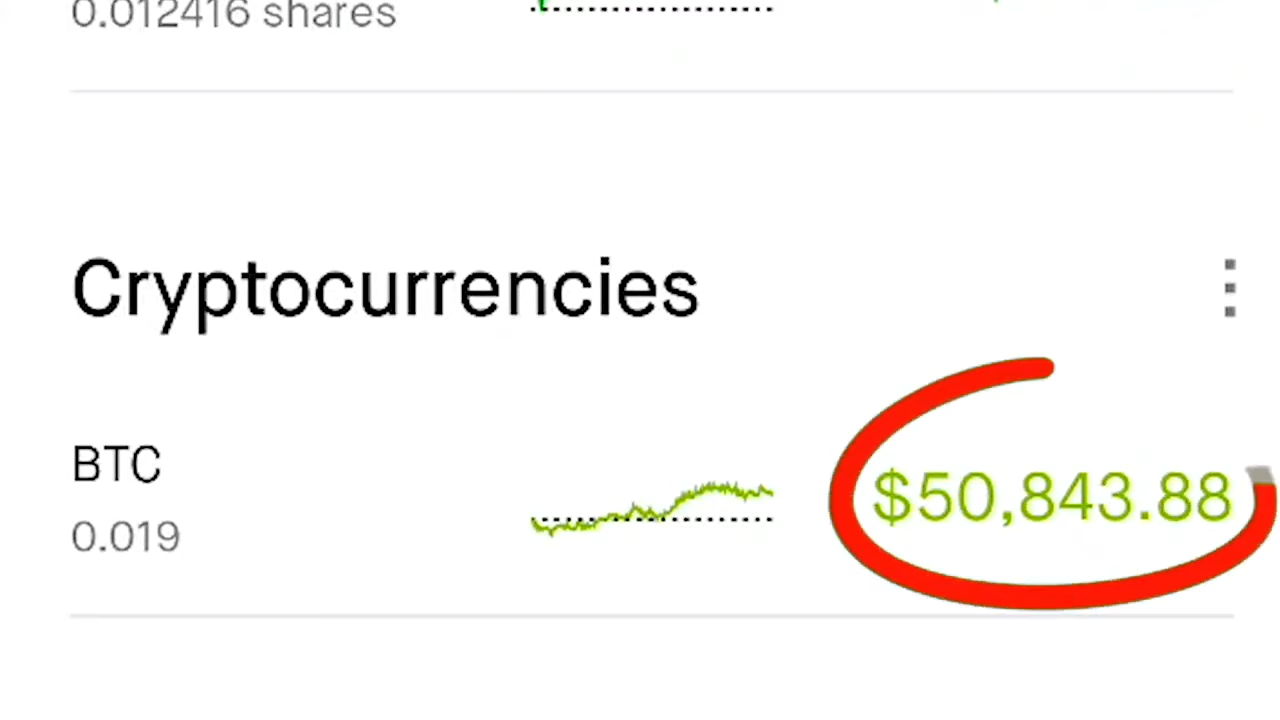 0.012416 shares
Cryptocurrencies
BTC
0.019
$50,843.88